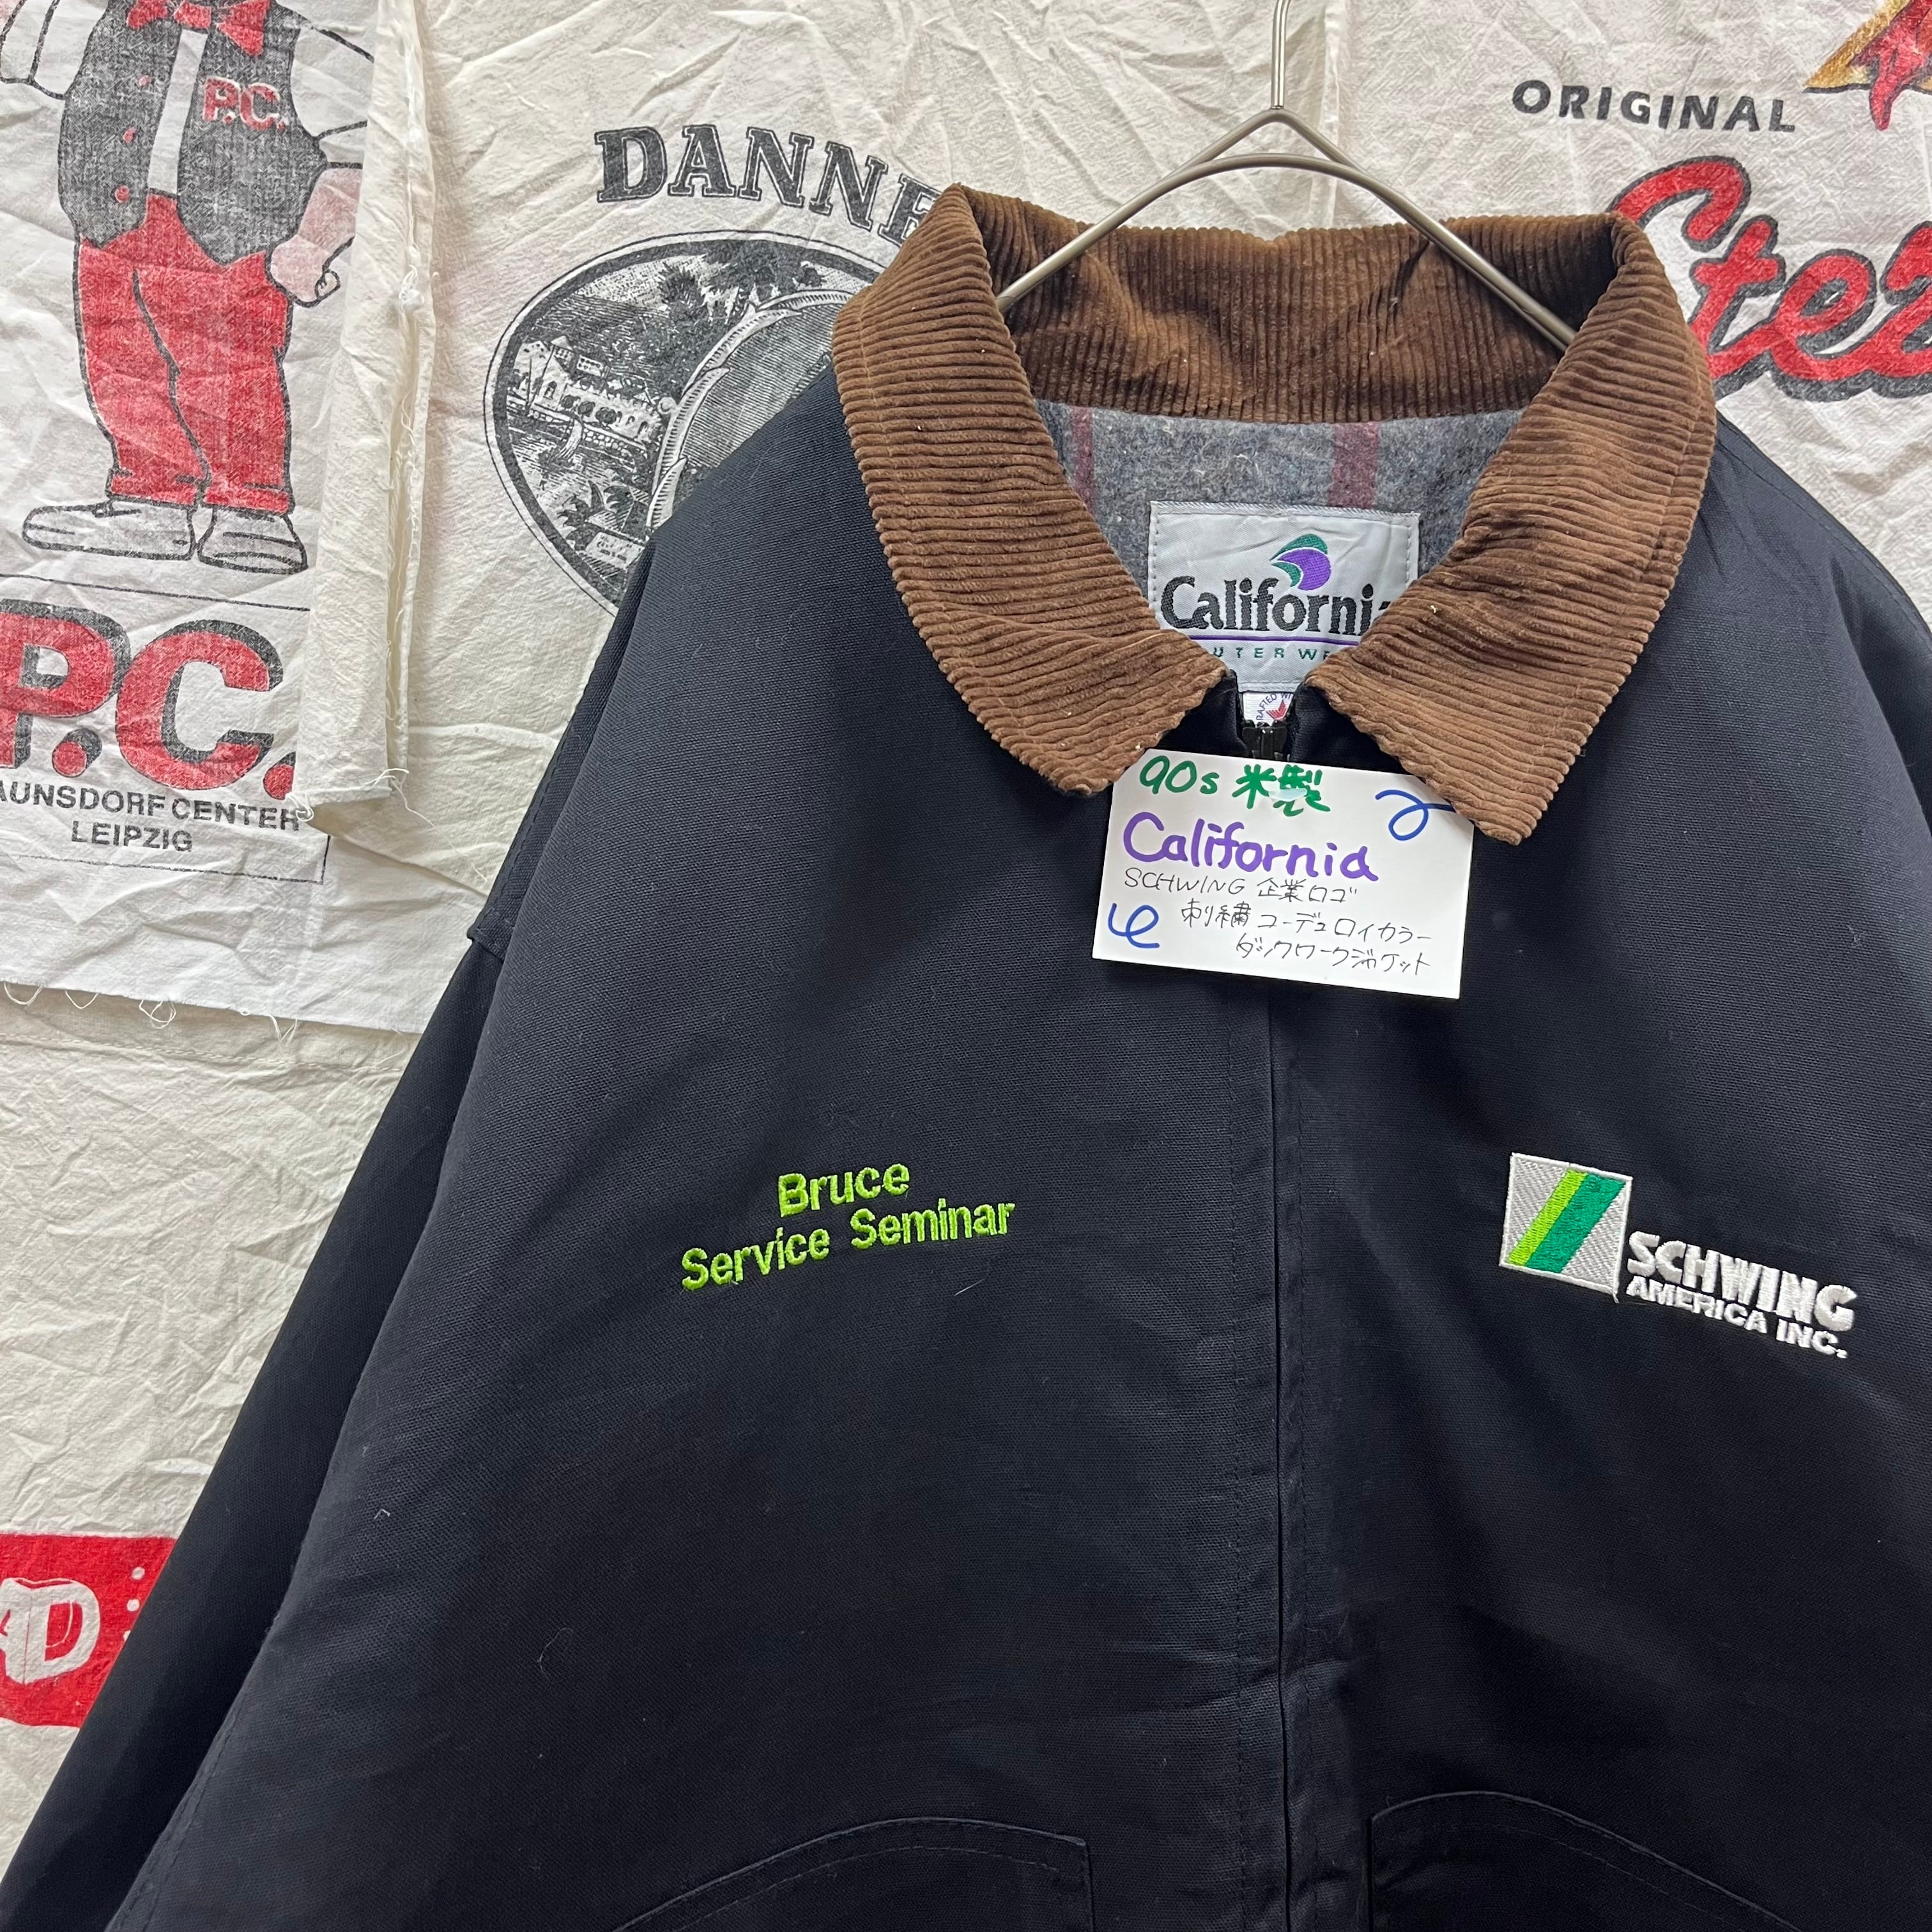 P.C.
P.C.
CENTER
LEIPZIG
ORIGINAL
California
90s 米製
California
SCHWING 企業ロゴ
刺繍 コーデュロイカラー
ダックワークジャケット
Bruce
Service Seminar
SCHWING
AMERICA INC.